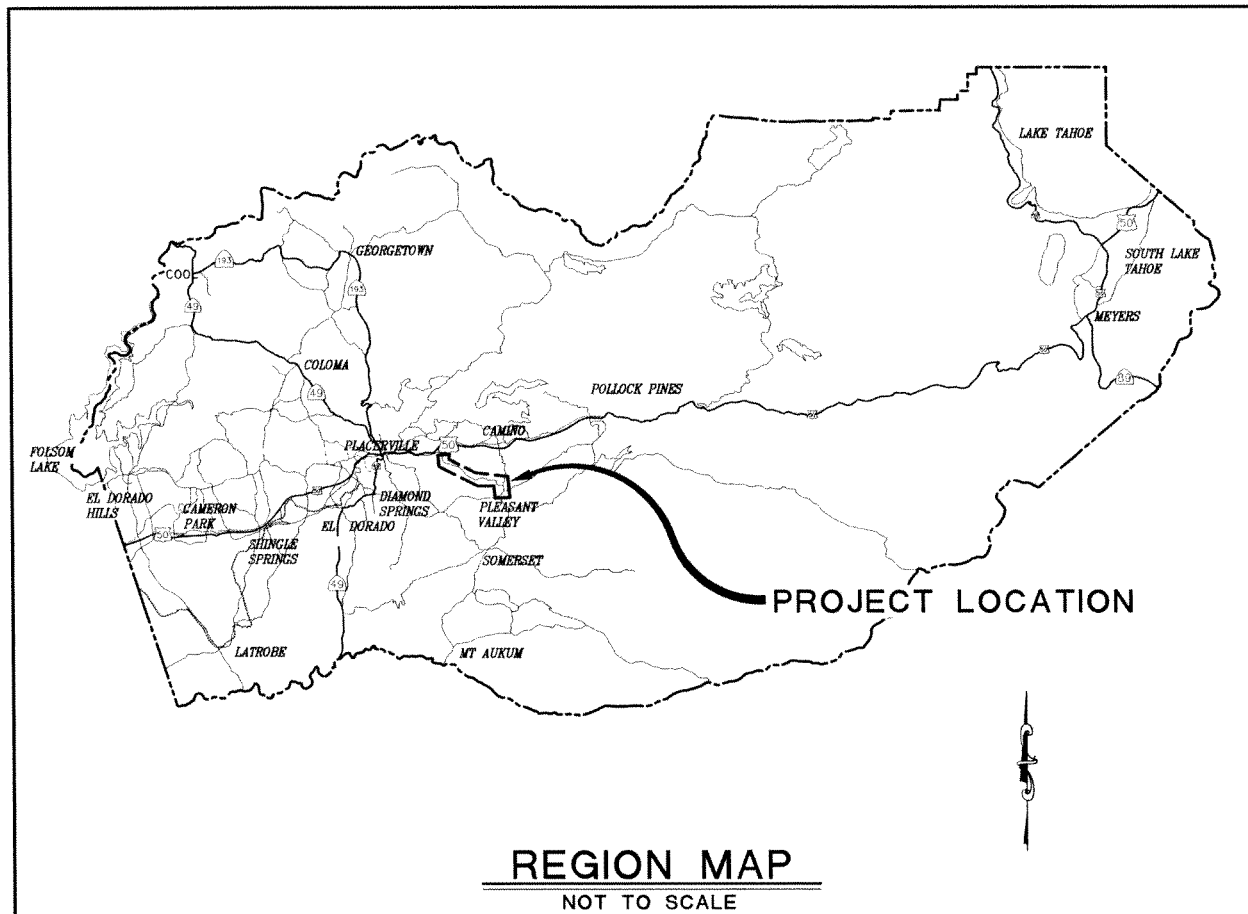 LAKE TAHOE
50
SOUTH LAKE
TAHOE
GEORGETOWN
193
COO
193
49
MEYERS
COLOMA
89
49
POLLOCK PINES
CAMINO
50
PLACERVILLE
FOLSOM
LAKE
EL DORADO
HILLS
CAMERON
PARK
DIAMOND
SPRINGS
PLEASANT
VALLEY
EL DORADO
50
SHINGLE
SPRINGS
SOMERSET
49
PROJECT LOCATION
LATROBE
MT AUKUM
REGION MAP
NOT TO SCALE